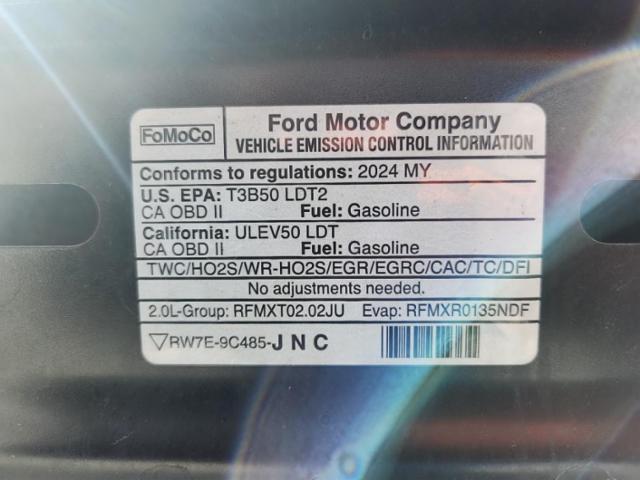 FoMoCo
Ford Motor Company
VEHICLE EMISSION CONTROL INFORMATION
Conforms to regulations: 2024 MY
U.S. EPA: T3B50 LDT2
CA OBD II Fuel: Gasoline
California: ULEV50 LDT
CA OBD II Fuel: Gasoline
TWC/HO2S/WR-HO2S/EGR/EGRC/CAC/TC/DFI
No adjustments needed.
2.0L-Group: RFMXT02.02JU Evap: RFMXR0135NDF
RW7E-9C485-J N C